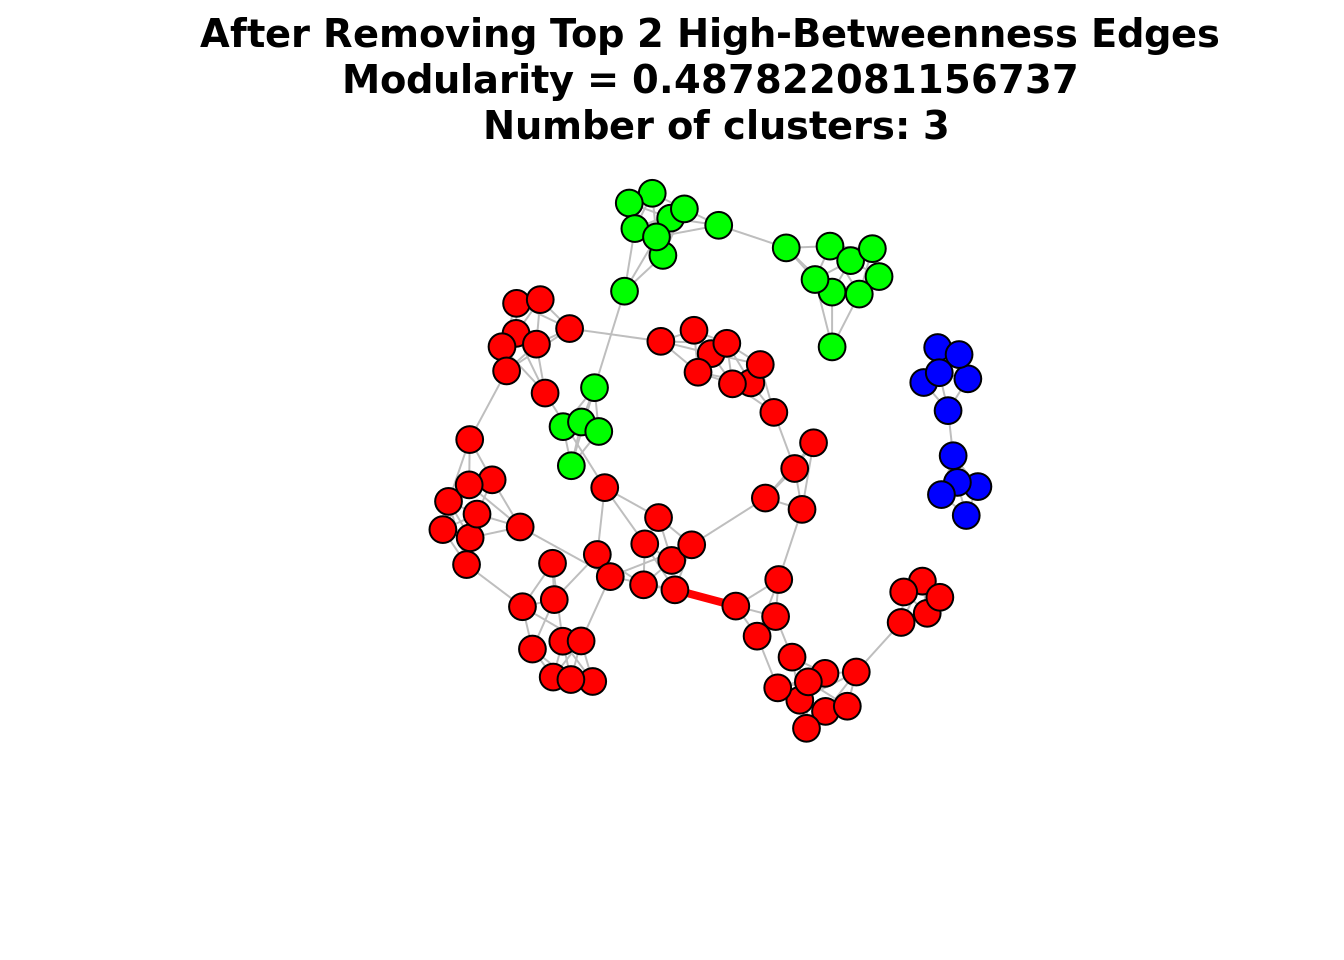 After Removing Top 2 High-Betweenness Edges
Modularity = 0.487822081156737
Number of clusters: 3